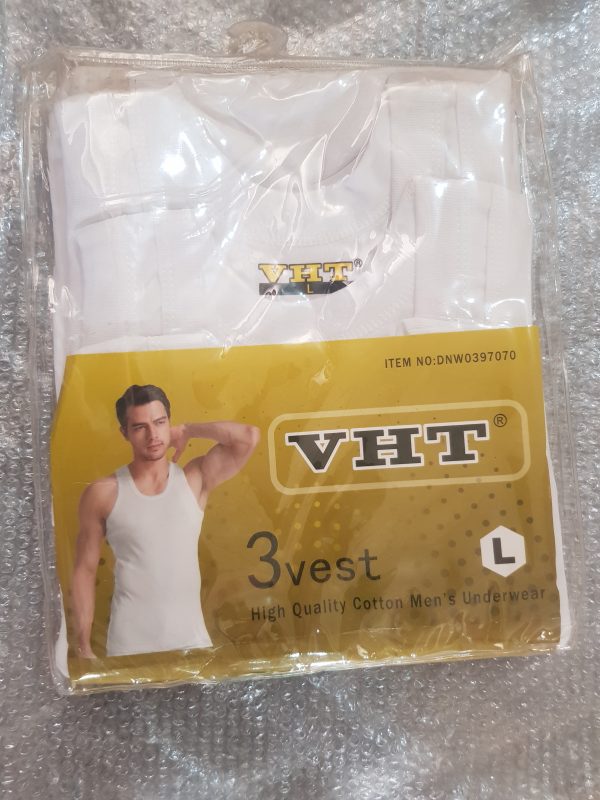 VHT®
L
ITEM NO:DNW0397070
VHT®
3vest
L
High Quality Cotton Men's Underwear